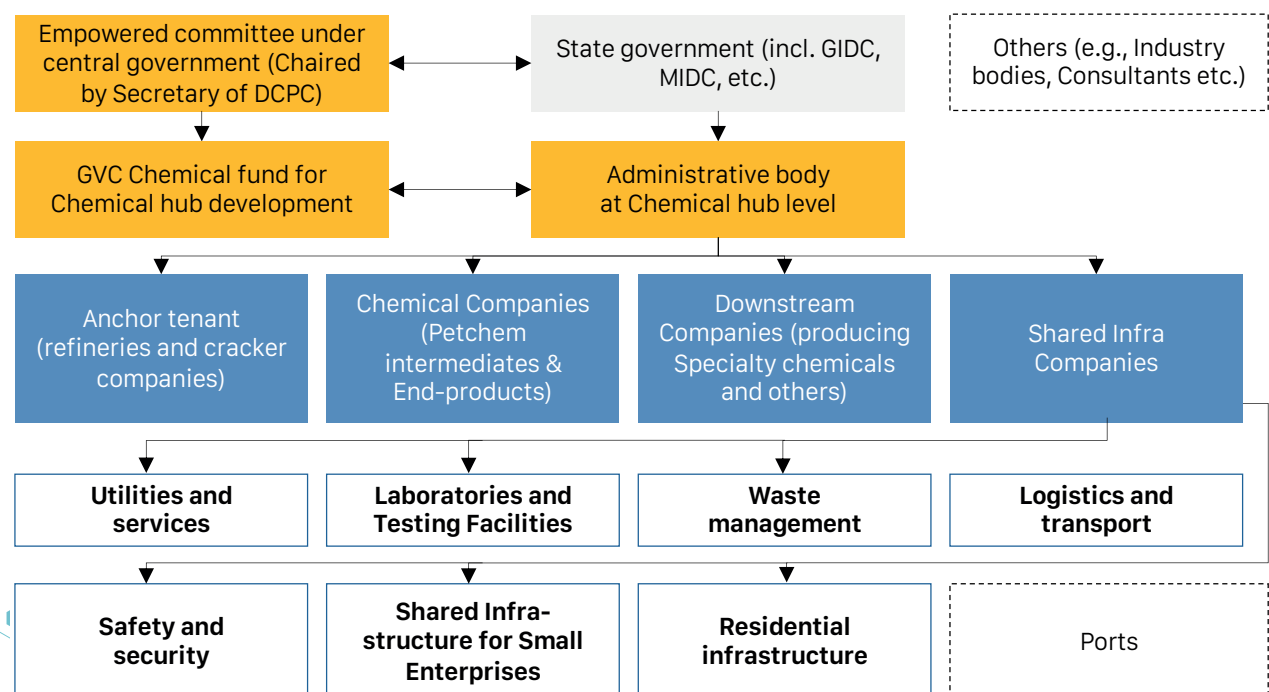 Empowered committee under
central government (Chaired
by Secretary of DCPC)
State government (incl. GIDC,
MIDC, etc.)
Others (e.g., Industry
bodies, Consultants etc.)
GVC Chemical fund for
Chemical hub development
Administrative body
at Chemical hub level
Anchor tenant
(refineries and cracker
companies)
Chemical Companies
(Petchem
intermediates &
End-products)
Downstream
Companies (producing
Specialty chemicals
and others)
Shared Infra
Companies
Utilities and
services
Laboratories and
Testing Facilities
Waste
management
Logistics and
transport
Safety and
security
Shared Infra-
structure for Small
Enterprises
Residential
infrastructure
Ports